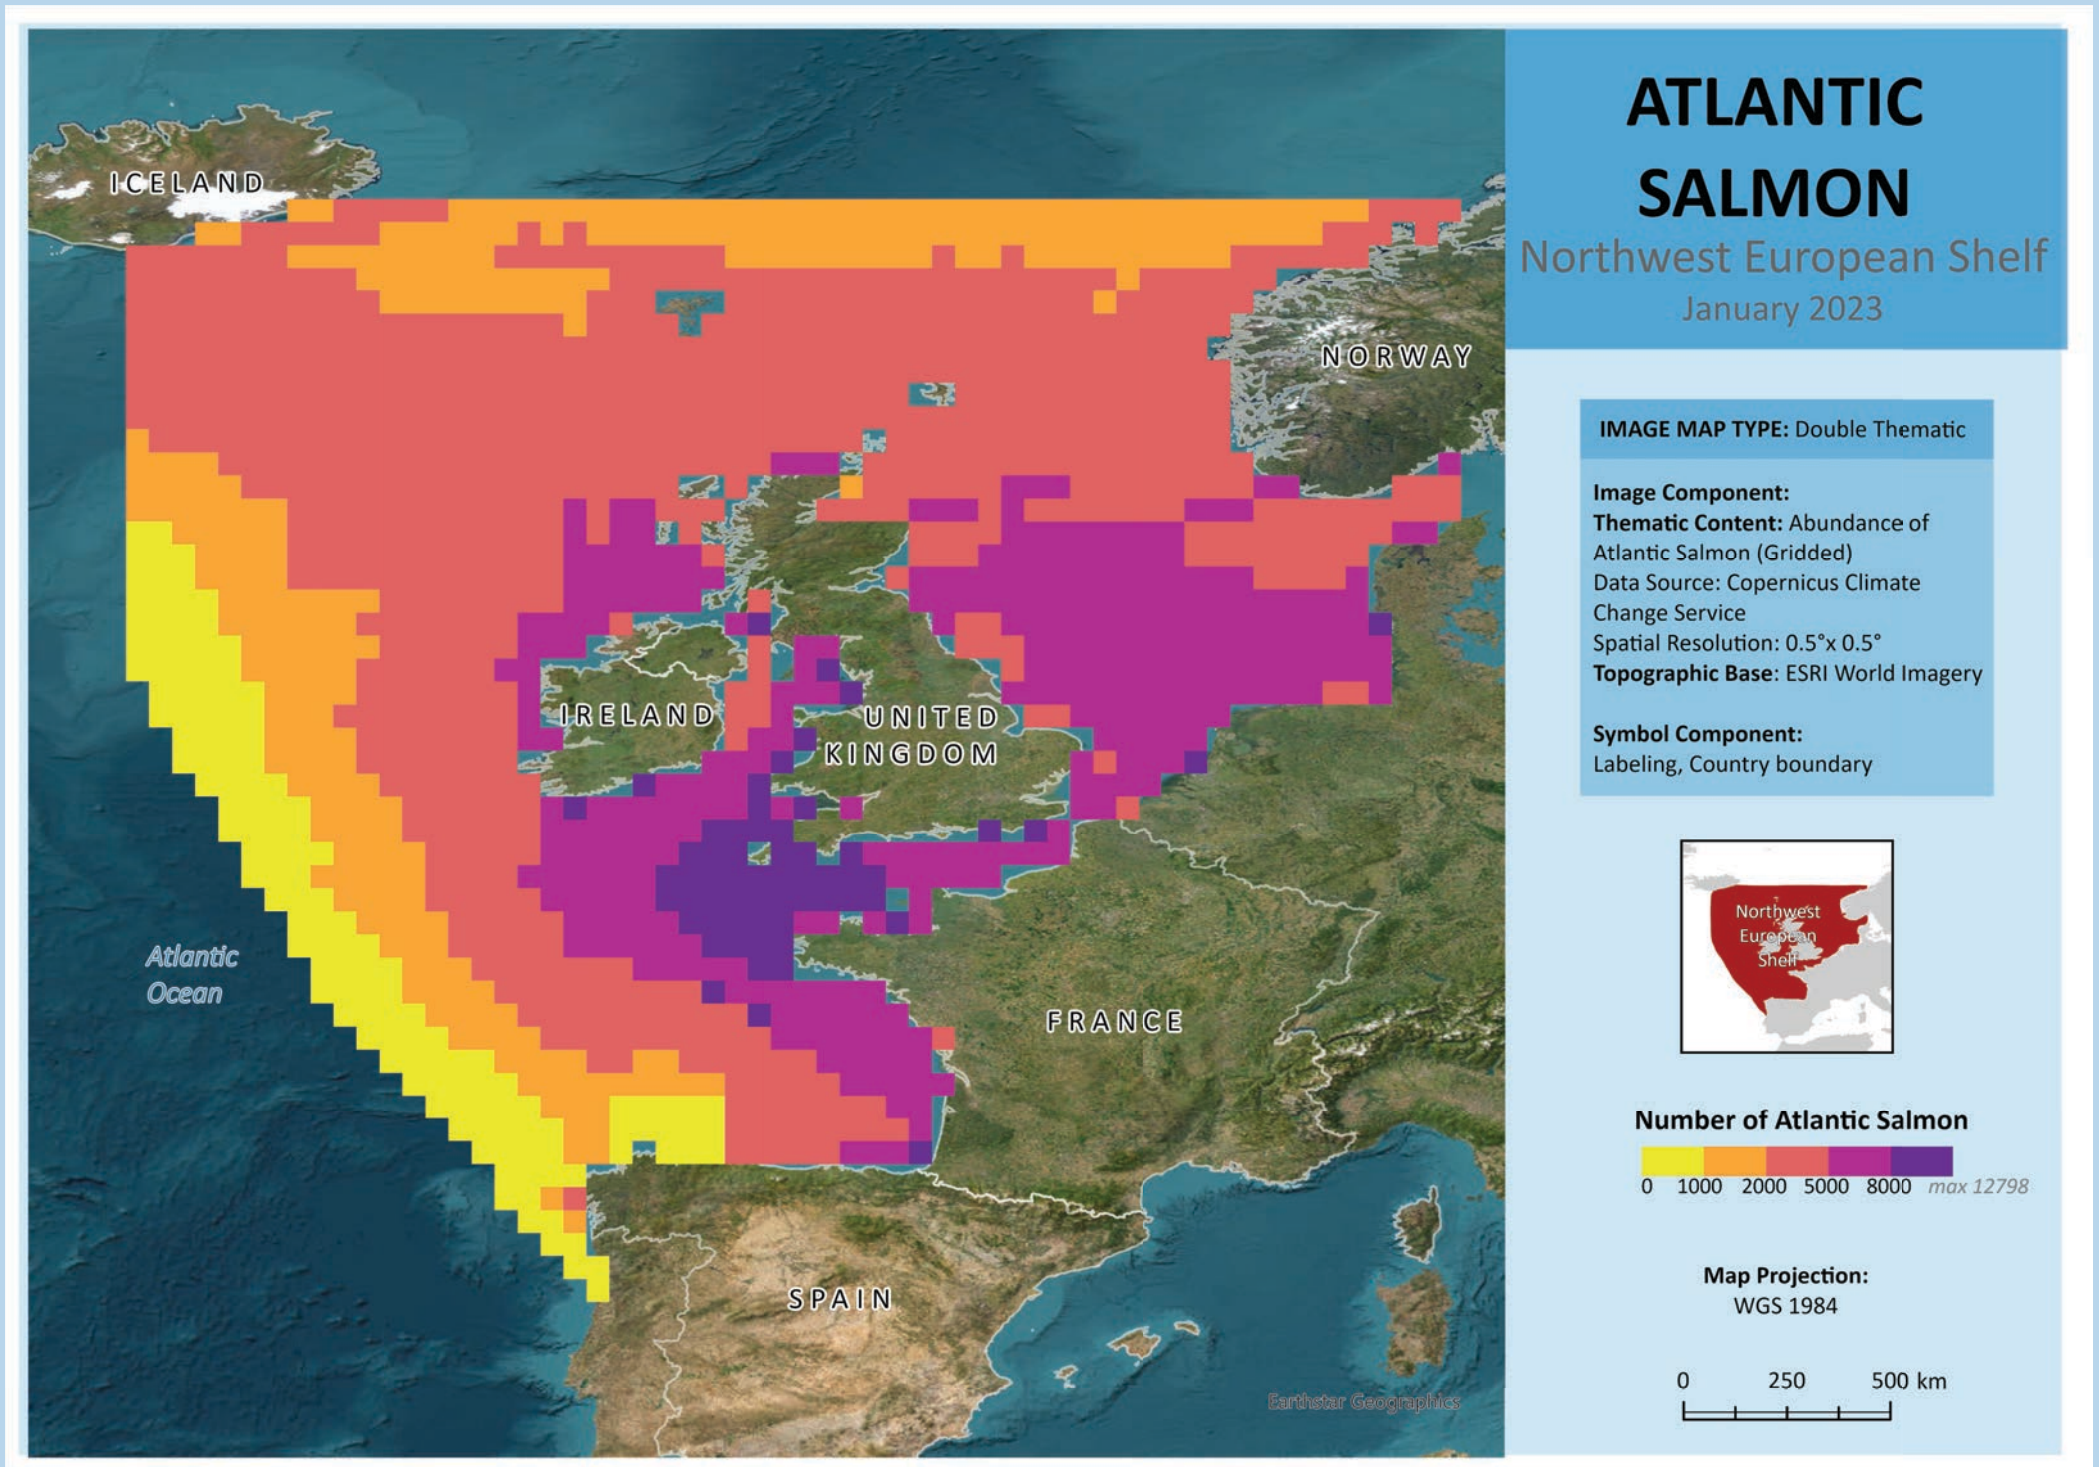 ATLANTIC
SALMON
Northwest European Shelf
January 2023
ICELAND
NORWAY
IRELAND
UNITED
KINGDOM
Atlantic
Ocean
FRANCE
SPAIN
Earthstar Geographics
IMAGE MAP TYPE: Double Thematic
Image Component:
Thematic Content: Abundance of
Atlantic Salmon (Gridded)
Data Source: Copernicus Climate
Change Service
Spatial Resolution: 0.5°x 0.5°
Topographic Base: ESRI World Imagery
Symbol Component:
Labeling, Country boundary
Northwest
European
Shelf
Number of Atlantic Salmon
0 1000 2000 5000 8000 max 12798
Map Projection:
WGS 1984
0 250 500 km